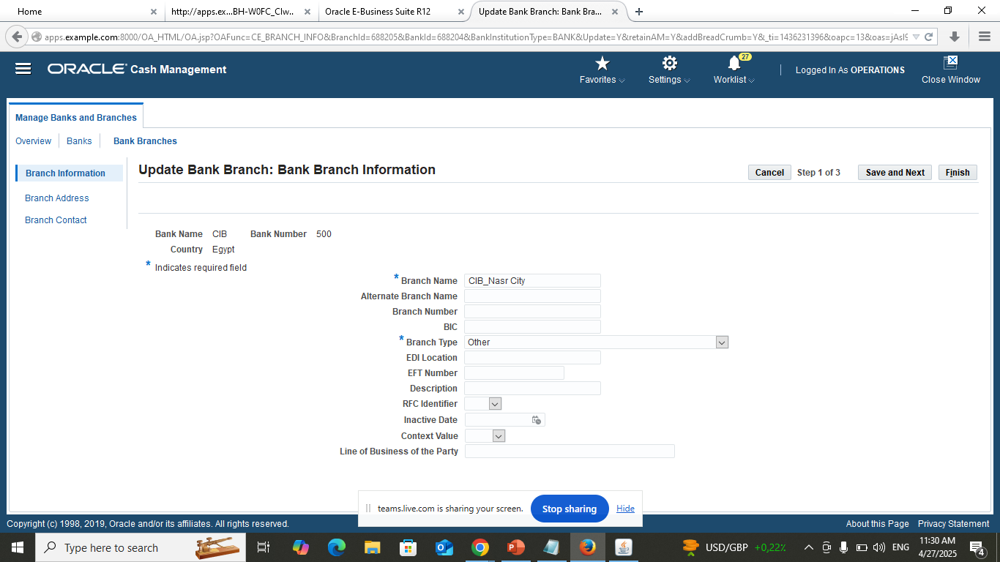 Home
http://apps.ex...BH-W0FC_Clw..
Oracle E-Business Suite R12
Update Bank Branch: Bank Bra...
apps.example.com:8000/OA_HTML/OA.jsp?OAFunc=CE_BRANCH_INFO&BranchId=688205&BankId=688204&BankInstitutionType=BANK&Update=Y&retainAM=Y&addBreadCrumb=Y&_ti=1436231396&oapc=13&oas=jAsI9
ORACLE Cash Management
Favorites
Settings
27
Worklist
Logged In As OPERATIONS
Close Window
Manage Banks and Branches
Overview
Banks
Bank Branches
Branch Information
Branch Address
Branch Contact
Update Bank Branch: Bank Branch Information
Cancel
Step 1 of 3
Save and Next
Finish
Bank Name CIB Bank Number 500
Country Egypt
* Indicates required field
* Branch Name CIB_Nasr City
Alternate Branch Name
Branch Number
BIC
* Branch Type Other
EDI Location
EFT Number
Description
RFC Identifier
Inactive Date
Context Value
Line of Business of the Party
teams.live.com is sharing your screen.
Stop sharing
Hide
Copyright (c) 1998, 2019, Oracle and/or its affiliates. All rights reserved.
About this Page
Privacy Statement
Type here to search
USD/GBP +0,22%
ENG
11:30 AM
4/27/2025
4